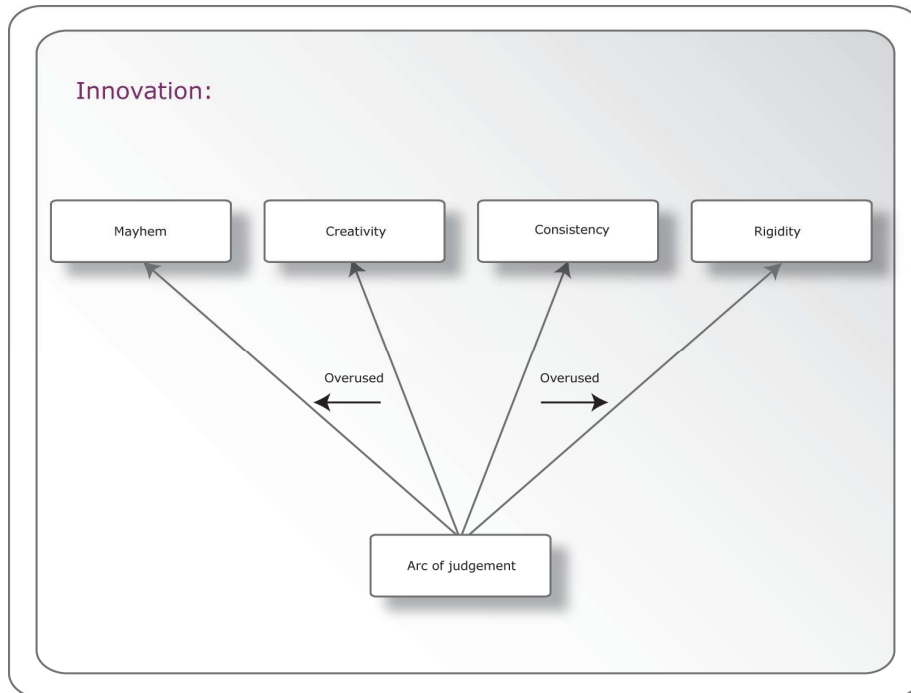 Innovation:
Mayhem
Creativity
Consistency
Rigidity
Overused
Overused
Arc of judgement